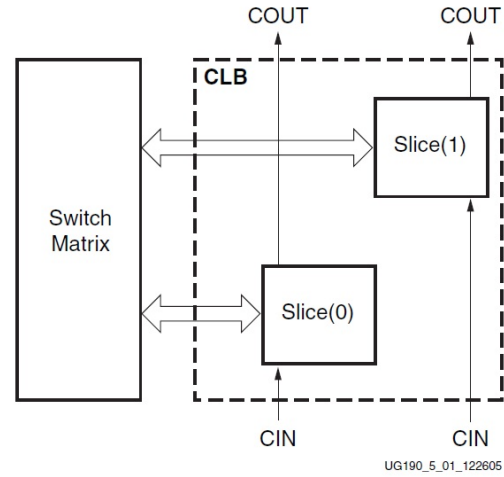 COUT
COUT
CLB
Slice(1)
Switch
Matrix
Slice(0)
CIN
CIN
UG190_5_01_122605